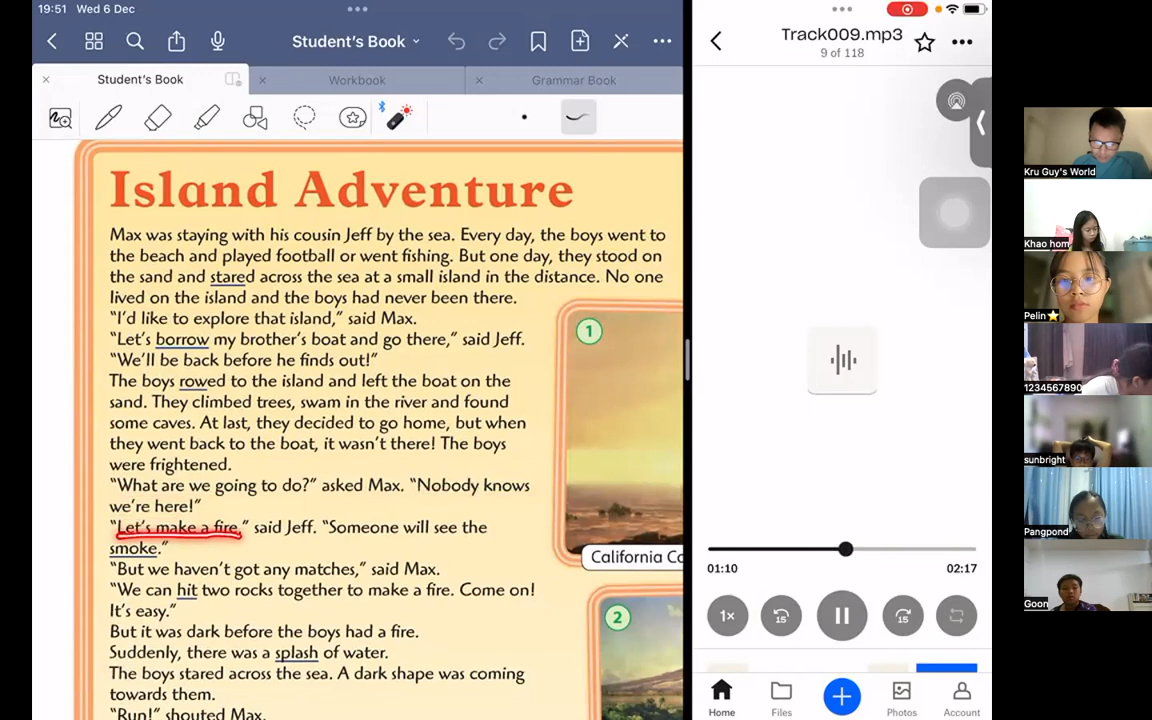 19:51 Wed 6 Dec
Student's Book
Student's Book
Workbook
Grammar Book
Island Adventure
Max was staying with his cousin Jeff by the sea. Every day, the boys went to
the beach and played football or went fishing. But one day, they stood on
the sand and stared across the sea at a small island in the distance. No one
lived on the island and the boys had never been there.
"I'd like to explore that island," said Max.
"Let's borrow my brother's boat and go there," said Jeff.
"We'll be back before he finds out!"
The boys rowed to the island and left the boat on the
sand. They climbed trees, swam in the river and found
some caves. At last, they decided to go home, but when
they went back to the boat, it wasn't there! The boys
were frightened.
"What are we going to do?" asked Max. "Nobody knows
we're here!"
"Let's make a fire," said Jeff. "Someone will see the
smoke."
"But we haven't got any matches," said Max.
"We can hit two rocks together to make a fire. Come on!
It's easy."
But it was dark before the boys had a fire.
Suddenly, there was a splash of water.
The boys stared across the sea. A dark shape was coming
towards them.
"Run!" shouted Max.
1
California Co
2
Track009.mp3
9 of 118
01:10
02:17
1×
15
15
Home
Files
Photos
Account
Kru Guy's World
Khao hom
Pelin⭐
1234567890
sunbright
Pangpond
Goon